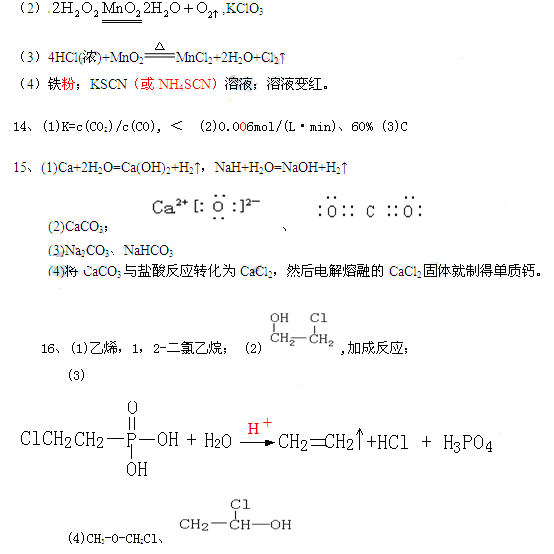 (2) .2H₂O₂ MnO₂ 2H₂O + O₂↑ ,KClO₃
(3) 4HCl(浓)+MnO₂ △ MnCl₂+2H₂O+Cl₂↑
(4) 铁粉; KSCN (或 NH₄SCN) 溶液; 溶液变红。
14、(1)K=c(CO₂)/c(CO), < (2)0.006mol/(L·min)、60% (3)C
15、(1)Ca+2H₂O=Ca(OH)₂+H₂↑, NaH+H₂O=NaOH+H₂↑
(2)CaCO₃; Ca²⁺[:Ö:]²⁻ 、 :O::C::O:
(3)Na₂CO₃、NaHCO₃
(4)将 CaCO₃ 与盐酸反应转化为 CaCl₂, 然后电解熔融的 CaCl₂ 固体就制得单质钙。
OH Cl
16、(1)乙烯, 1, 2-二氯乙烷; (2) CH₂—CH₂ ,加成反应;
(3)
O
ClCH₂CH₂—P—OH + H₂O H⁺ → CH₂=CH₂↑+HCl + H₃PO₄
OH
Cl
(4)CH₃-O-CH₂Cl、 CH₃—CH—OH